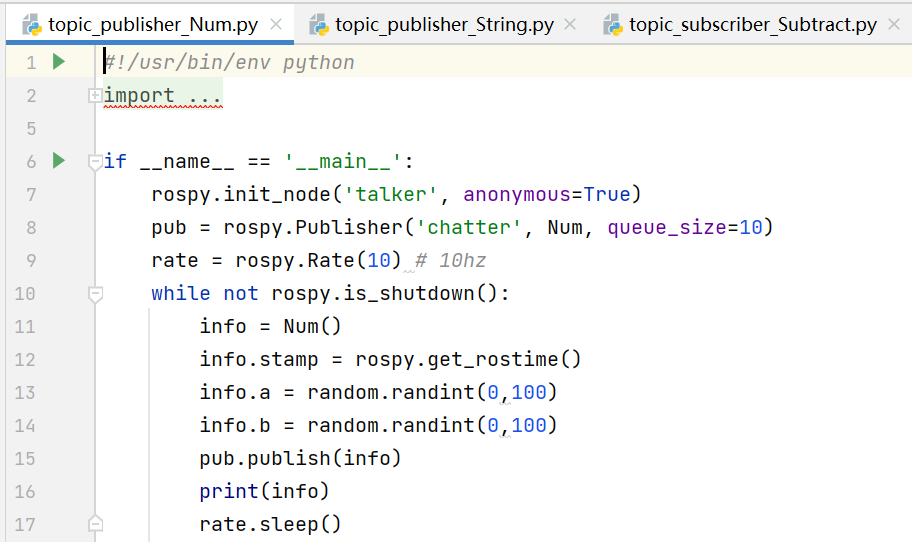 topic_publisher_Num.py topic_publisher_String.py topic_subscriber_Subtract.py
1 #!/usr/bin/env python
2 import ...
5
6 if __name__ == '__main__':
7     rospy.init_node('talker', anonymous=True)
8     pub = rospy.Publisher('chatter', Num, queue_size=10)
9     rate = rospy.Rate(10) # 10hz
10     while not rospy.is_shutdown():
11         info = Num()
12         info.stamp = rospy.get_rostime()
13         info.a = random.randint(0,100)
14         info.b = random.randint(0,100)
15         pub.publish(info)
16         print(info)
17         rate.sleep()